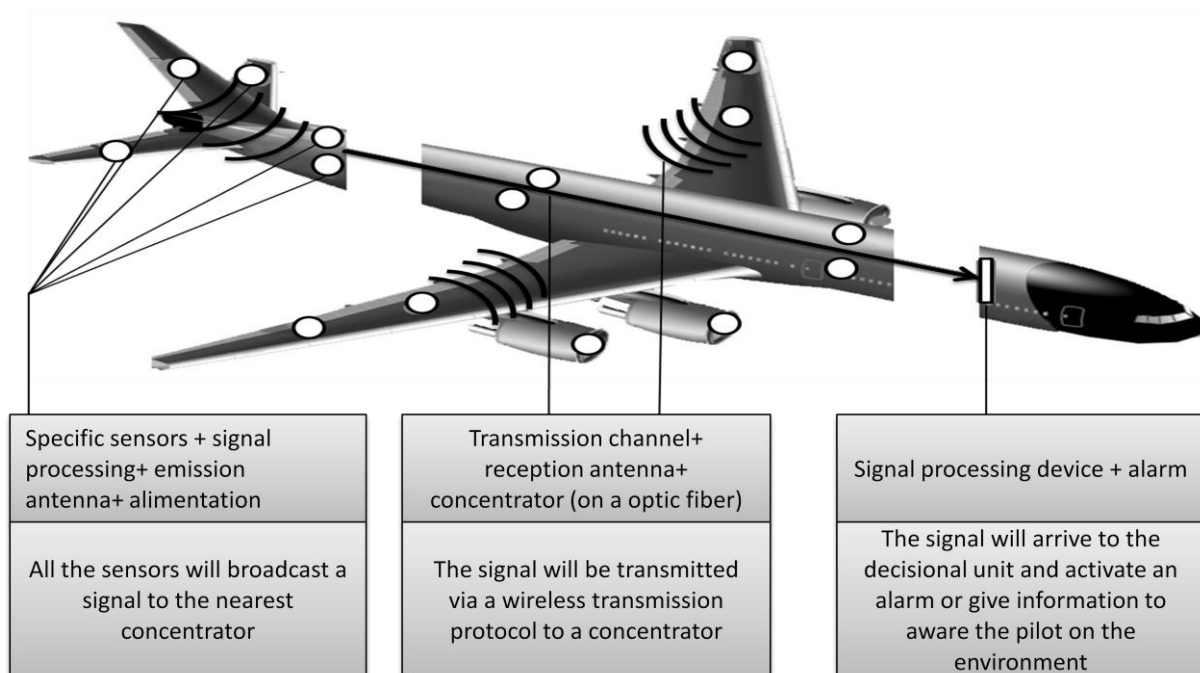 Specific sensors + signal
processing+ emission
antenna+ alimentation
All the sensors will broadcast a
signal to the nearest
concentrator
Transmission channel+
reception antenna+
concentrator (on a optic fiber)
The signal will be transmitted
via a wireless transmission
protocol to a concentrator
Signal processing device + alarm
The signal will arrive to the
decisional unit and activate an
alarm or give information to
aware the pilot on the
environment